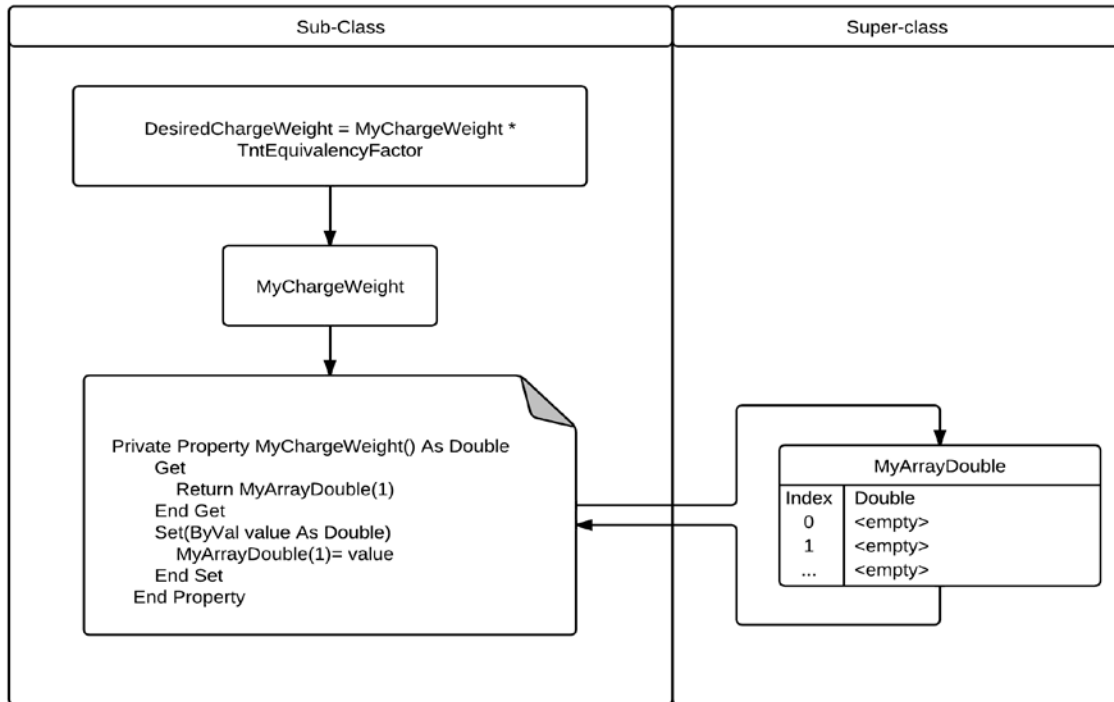 Sub-Class
Super-class
DesiredChargeWeight = MyChargeWeight *
TntEquivalencyFactor
MyChargeWeight
Private Property MyChargeWeight() As Double
Get
Return MyArrayDouble(1)
End Get
Set(ByVal value As Double)
MyArrayDouble(1)= value
End Set
End Property
MyArrayDouble
Index Double
0 <empty>
1 <empty>
... <empty>